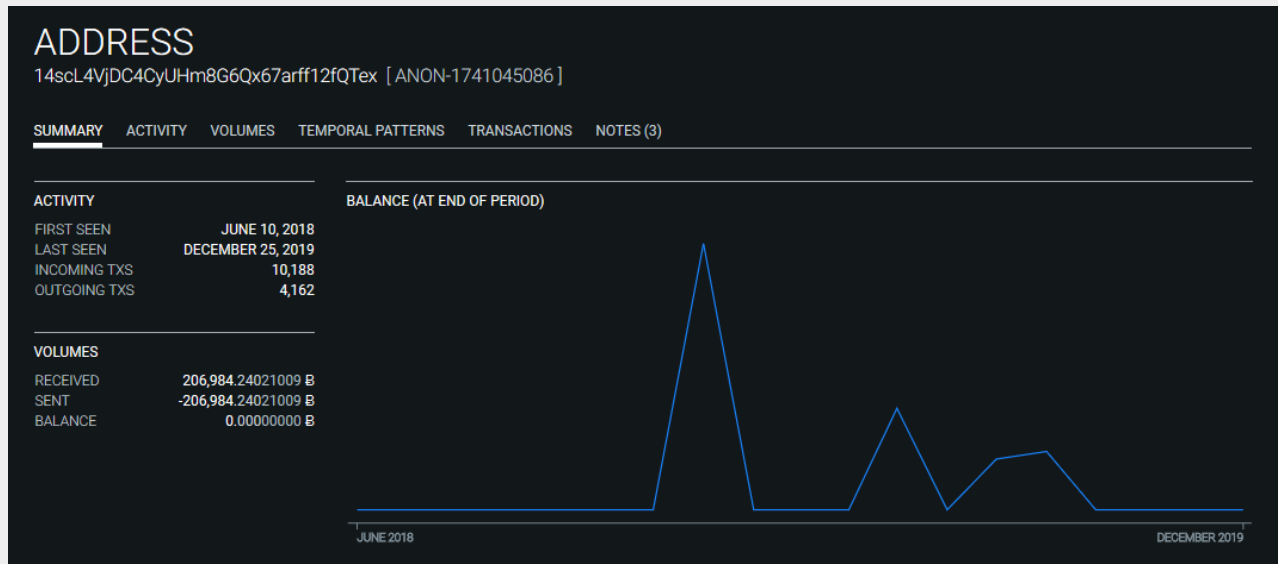 ADDRESS
14scL4VjDC4CyUHm8G6Qx67arff12fQTex [ ANON-1741045086 ]
SUMMARY ACTIVITY VOLUMES TEMPORAL PATTERNS TRANSACTIONS NOTES (3)
ACTIVITY
FIRST SEEN JUNE 10, 2018
LAST SEEN DECEMBER 25, 2019
INCOMING TXS 10,188
OUTGOING TXS 4,162
VOLUMES
RECEIVED 206,984.24021009 Ƀ
SENT -206,984.24021009 Ƀ
BALANCE 0.00000000 Ƀ
BALANCE (AT END OF PERIOD)
JUNE 2018 DECEMBER 2019